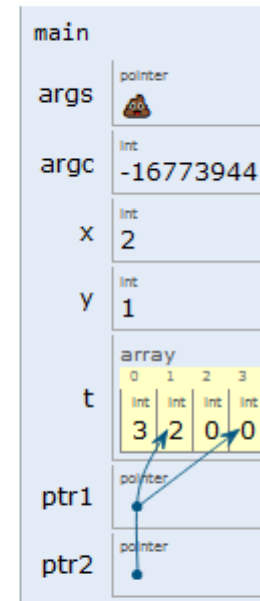 main
args pointer 💩
argc int -16773944
x int 2
y int 1
t array
0 1 2 3
int int int int
3 2 0 0
ptr1 pointer
ptr2 pointer